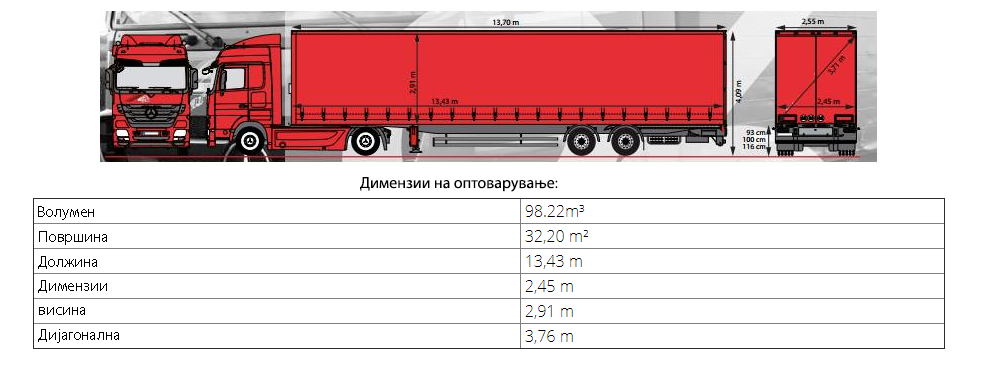 13,70 m
2,55 m
2,91 m
13,43 m
4,09 m
3,71 m
2,45 m
93 cm
100 cm
116 cm
Димензии на оптоварување:
Волумен 98.22m³
Површина 32,20 m²
Должина 13,43 m
Димензии 2,45 m
висина 2,91 m
Дијагонална 3,76 m